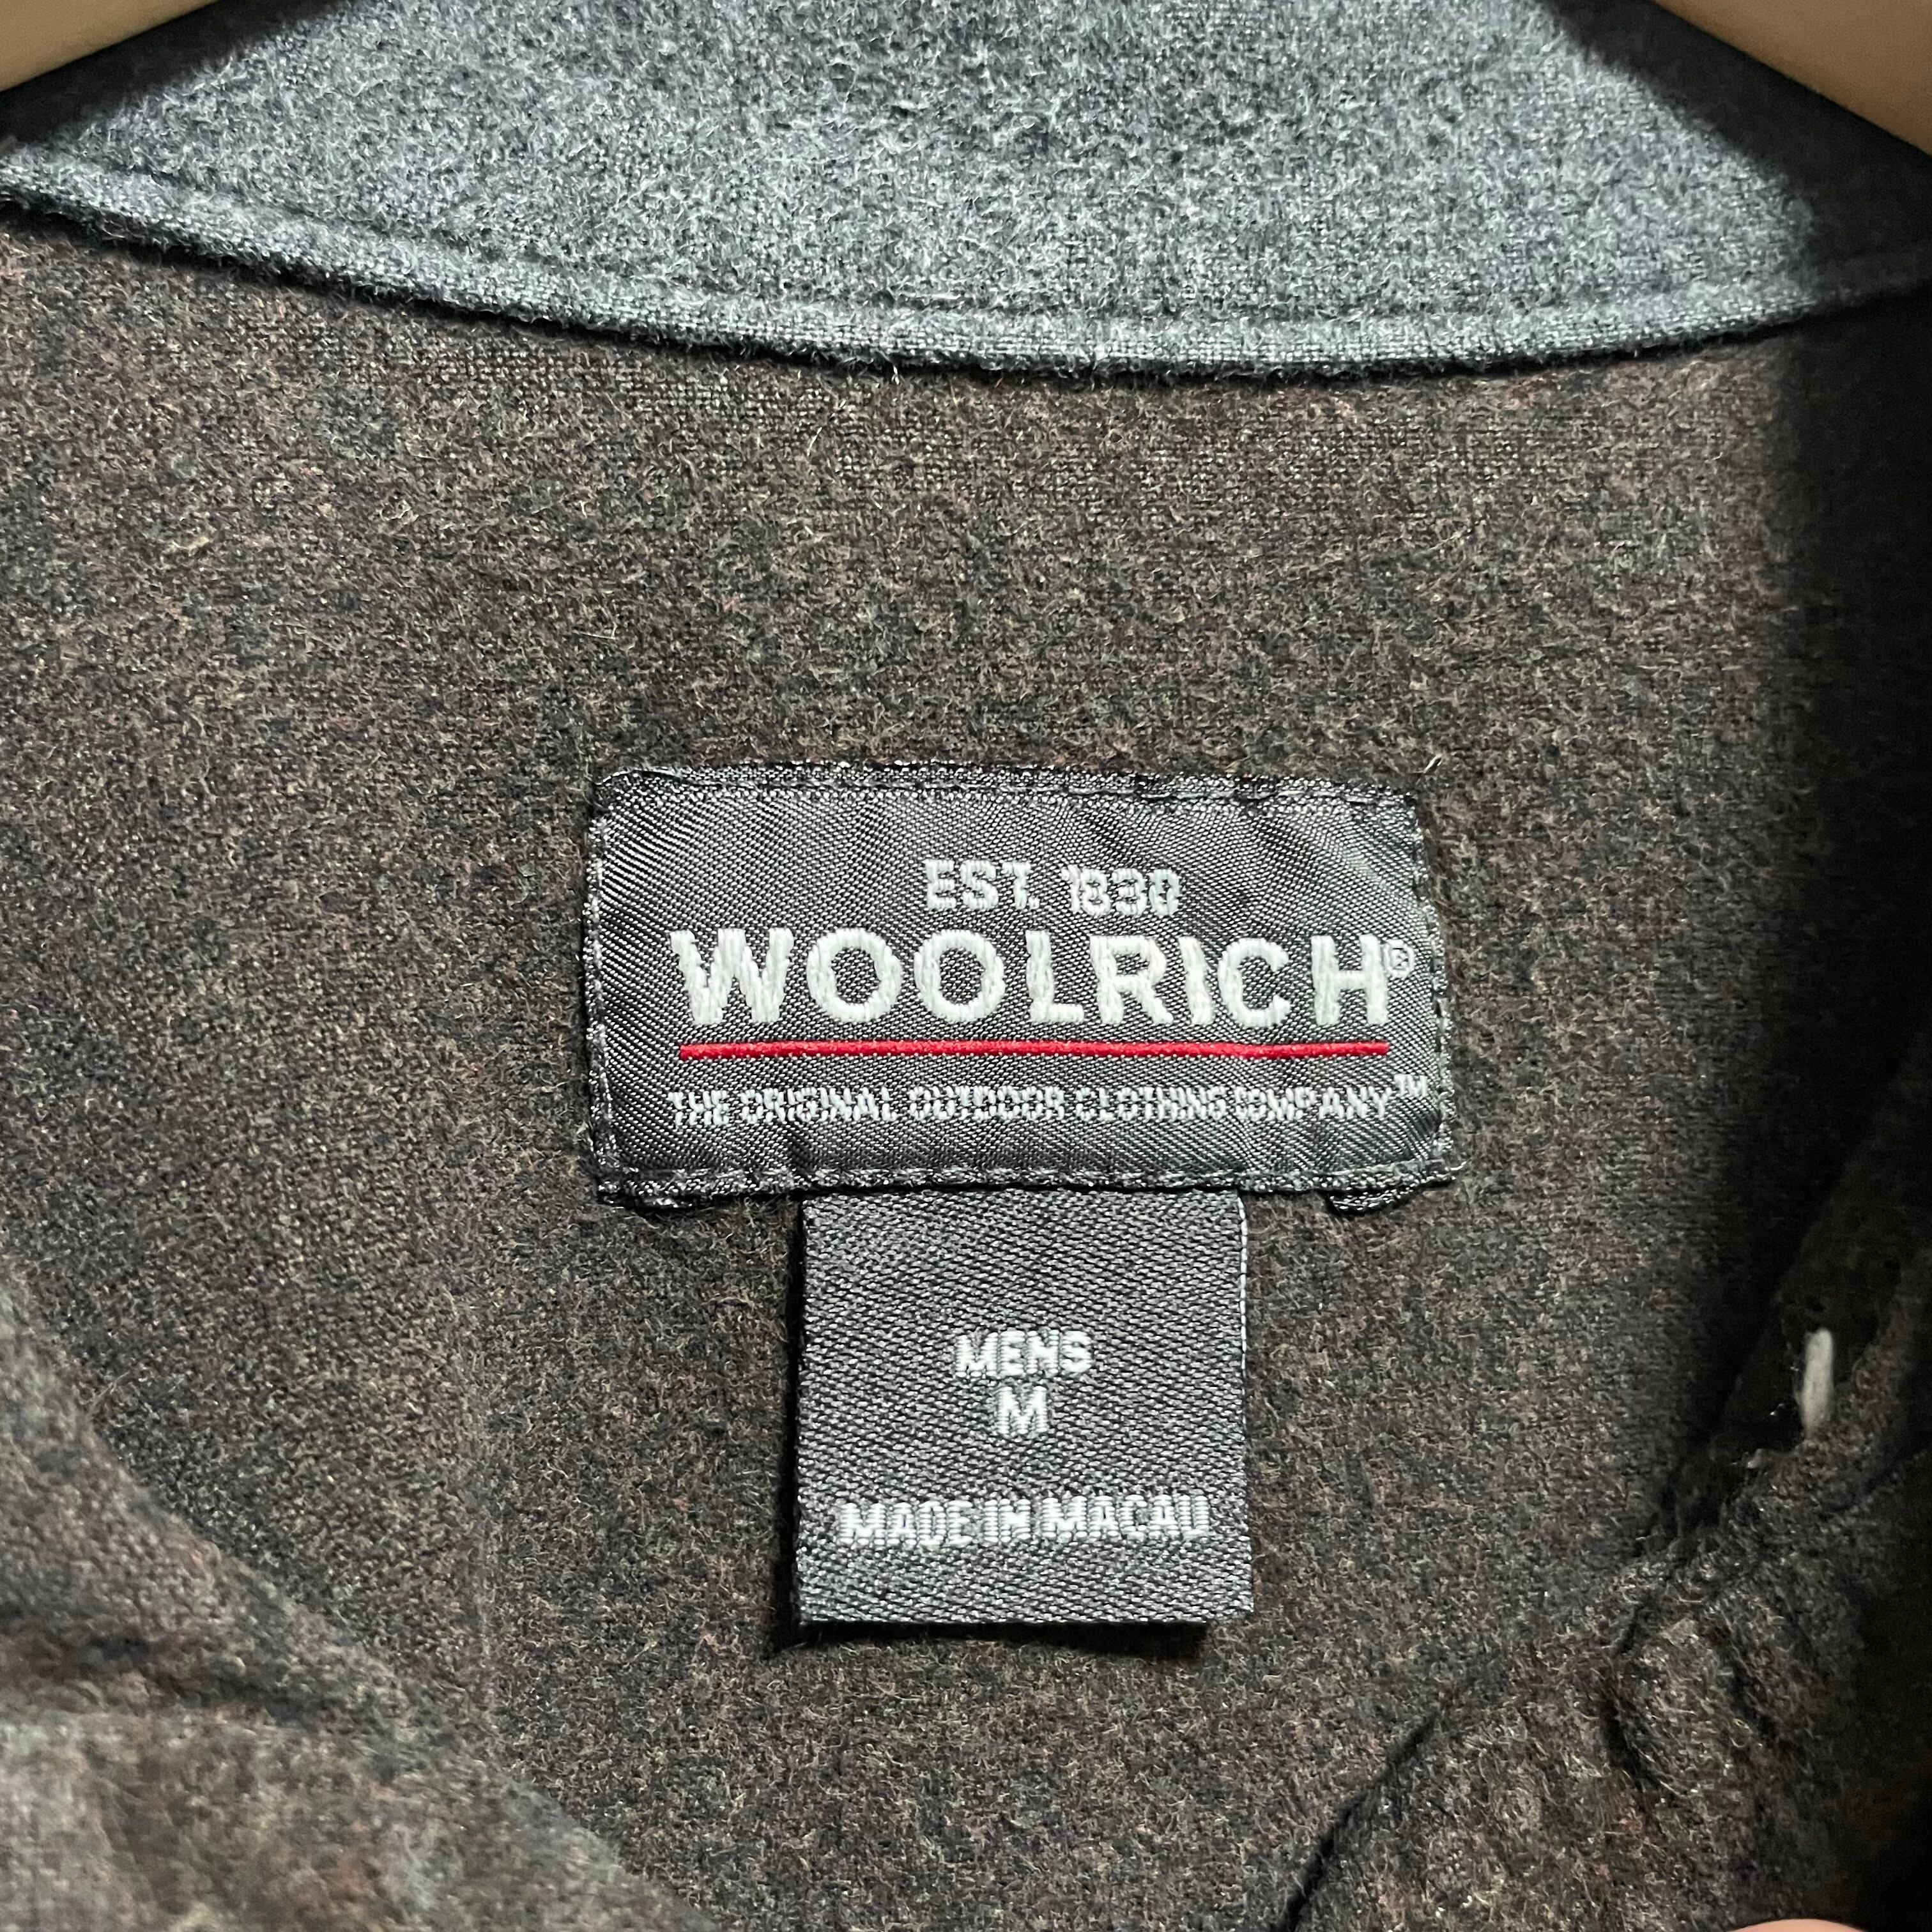 EST. 1830
WOOLRICH®
THE ORIGINAL OUTDOOR CLOTHING COMPANY™
MENS
M
MADE IN MACAU